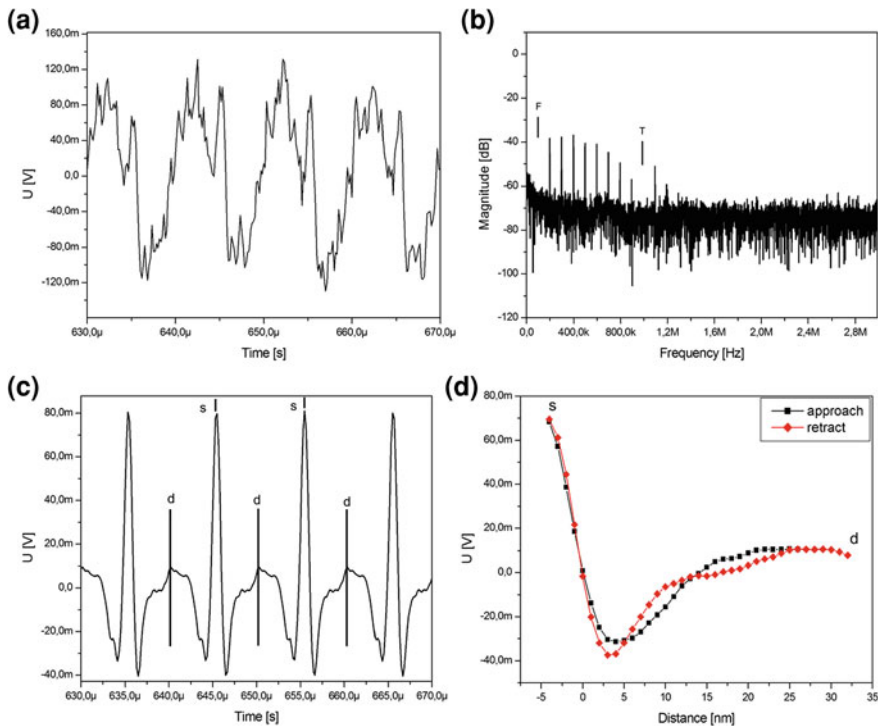 (a)
160,0m
120,0m
80,0m
40,0m
0,0
-40,0m
-80,0m
-120,0m
U [V]
630,0µ 640,0µ 650,0µ 660,0µ 670,0µ
Time [s]
(b)
0
-20
-40
-60
-80
-100
-120
Magnitude [dB]
F
T
0,0 400,0k 800,0k 1,2M 1,6M 2,0M 2,4M 2,8M
Frequency [Hz]
(c)
80,0m
60,0m
40,0m
20,0m
0,0
-20,0m
-40,0m
U [V]
s s
d d d
630,0µ 635,0µ 640,0µ 645,0µ 650,0µ 655,0µ 660,0µ 665,0µ 670,0µ
Time [s]
(d)
80,0m
60,0m
40,0m
20,0m
0,0
-20,0m
-40,0m
U [V]
s
approach
retract
d
-5 0 5 10 15 20 25 30 35
Distance [nm]